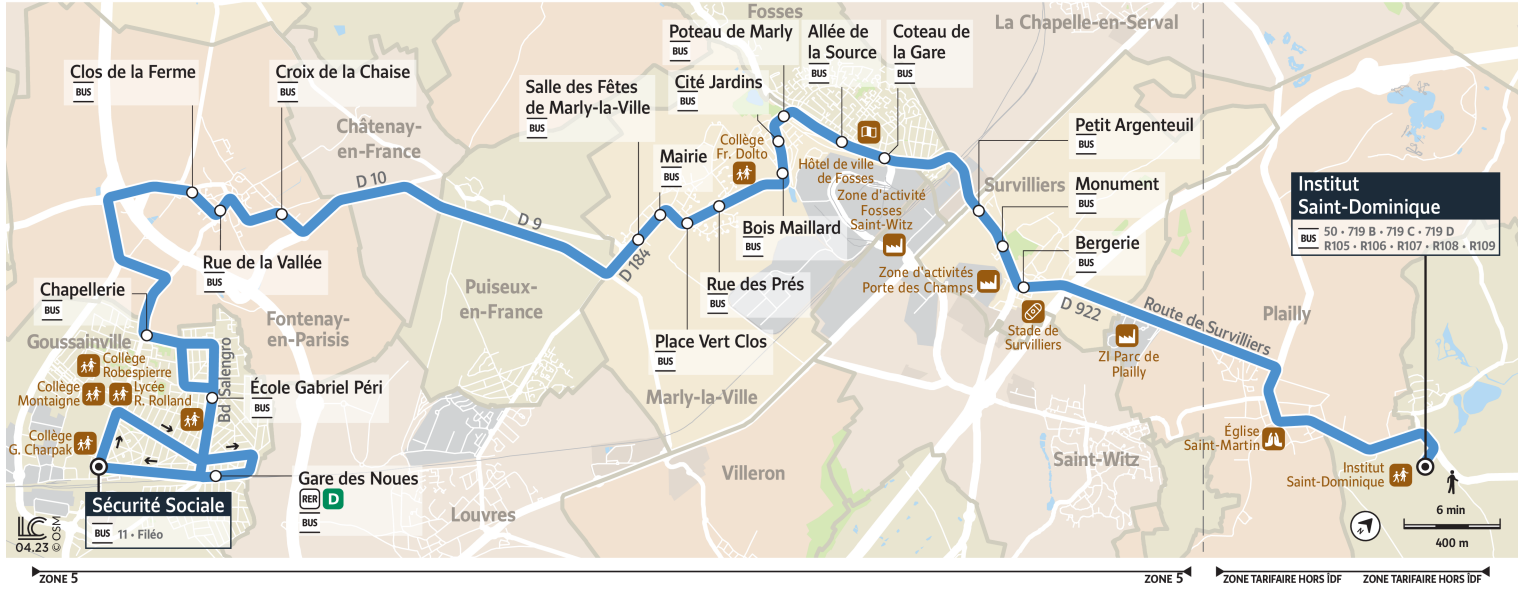 Fosses
La Chapelle-en-Serval
Poteau de Marly
BUS
Allée de
la Source
BUS
Coteau de
la Gare
BUS
Clos de la Ferme
BUS
Croix de la Chaise
BUS
Salle des Fêtes
de Marly-la-Ville
BUS
Cité Jardins
BUS
Châtenay-
en-France
Petit Argenteuil
BUS
Collège
Fr. Dolto
Mairie
BUS
Hôtel de ville
de Fosses
D 10
Survilliers
Monument
BUS
Institut
Saint-Dominique
BUS
50 • 719 B • 719 C • 719 D
R105 • R106 • R107 • R108 • R109
Zone d'activité
Fosses
Saint-Witz
D 9
D 184
Bois Maillard
BUS
Bergerie
BUS
Rue de la Vallée
BUS
Zone d'activités
Porte des Champs
Rue des Prés
BUS
Chapellerie
BUS
Puiseux-
en-France
D 922
Route de Survilliers
Plailly
Fontenay-
en-Parisis
Stade de
Survilliers
Place Vert Clos
BUS
Goussainville
ZI Parc de
Plailly
Collège
Robespierre
Collège
Montaigne
Lycée
R. Rolland
Bd Salengro
École Gabriel Péri
BUS
Marly-la-Ville
Collège
G. Charpak
Église
Saint-Martin
Saint-Witz
Villeron
Institut
Saint-Dominique
Gare des Noues
RER
D
BUS
Sécurité Sociale
BUS
11 • Filéo
Louvres
6 min
400 m
LC
04.23
© OSM
ZONE 5
ZONE 5
ZONE TARIFAIRE HORS ÎDF
ZONE TARIFAIRE HORS ÎDF